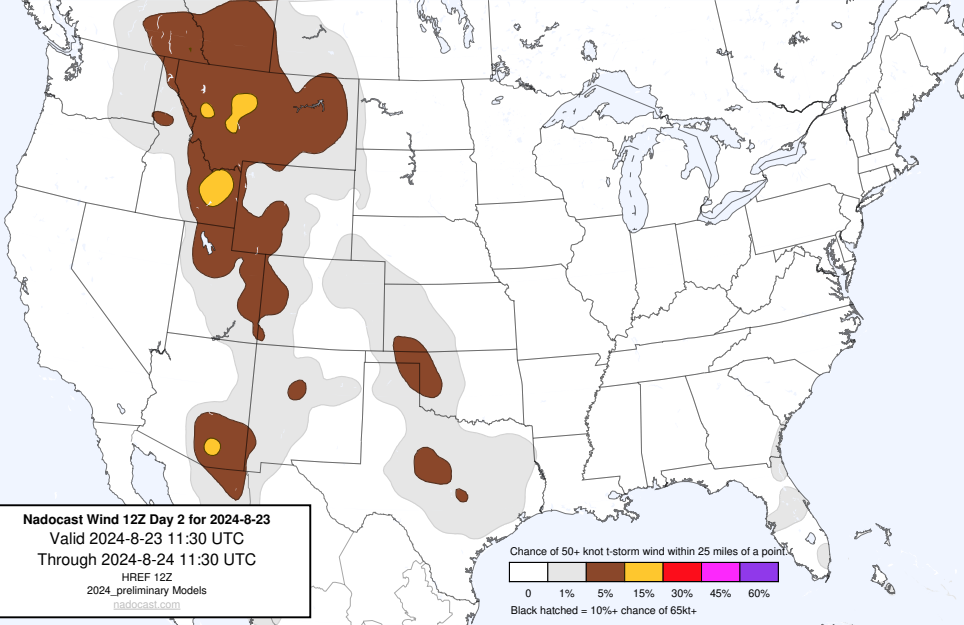 Nadocast Wind 12Z Day 2 for 2024-8-23
Valid 2024-8-23 11:30 UTC
Through 2024-8-24 11:30 UTC
HREF 12Z
2024_preliminary Models
nadocast.com
Chance of 50+ knot t-storm wind within 25 miles of a point.
0 1% 5% 15% 30% 45% 60%
Black hatched = 10%+ chance of 65kt+